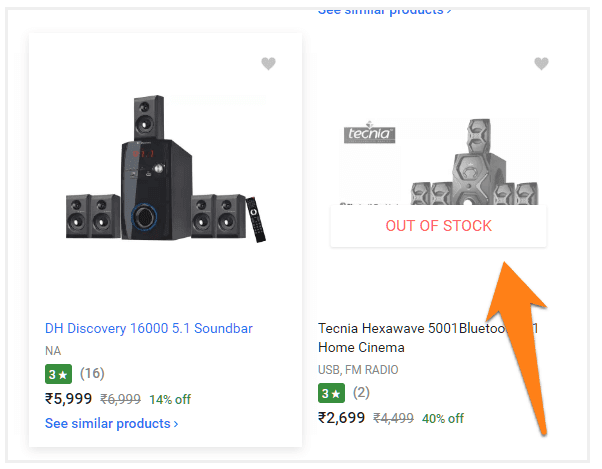 See similar products ›
DH Discovery 16000 5.1 Soundbar
NA
3★ (16)
₹5,999 ₹6,999 14% off
See similar products ›
tecnia
OUT OF STOCK
Tecnia Hexawave 5001
Home Cinema
USB, FM RADIO
3★ (2)
₹2,699 ₹4,499 40% off